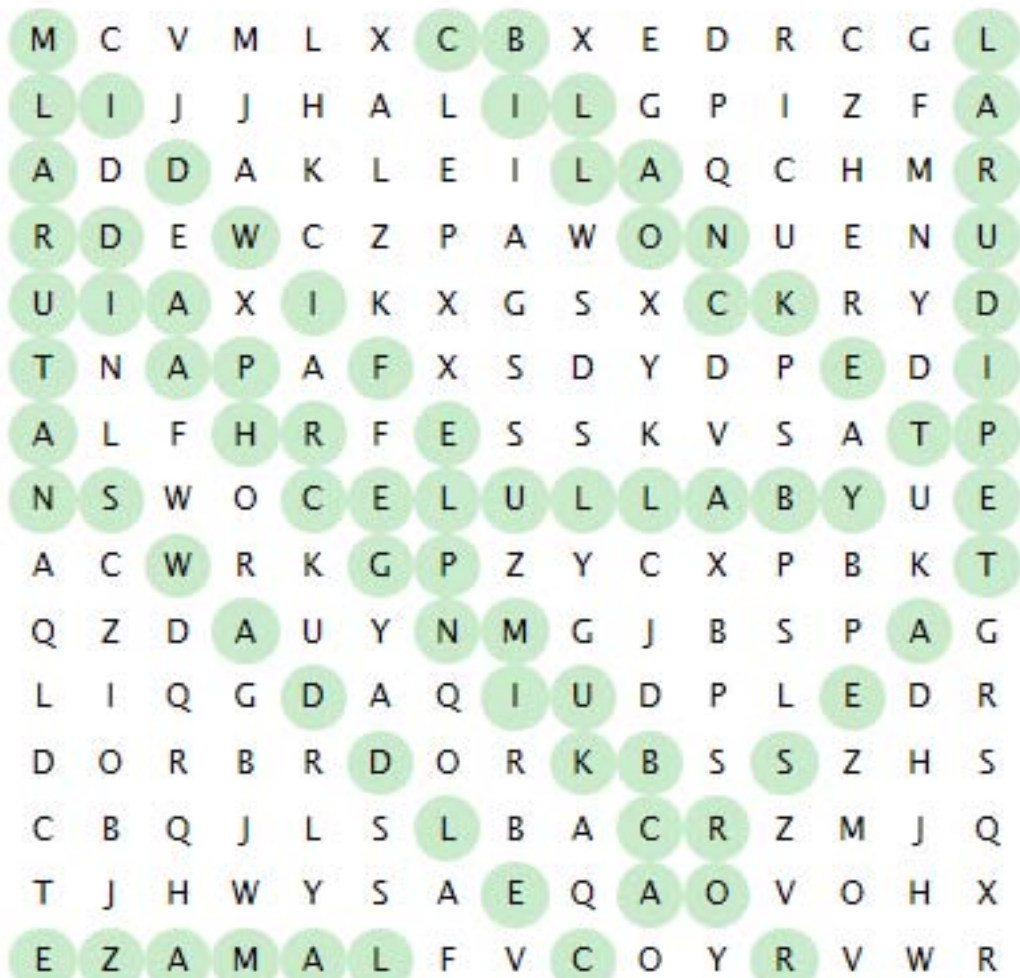 M C V M L X C B X E D R C G L
L I J J H A L I L G P I Z F A
A D D A K L E I L A Q C H M R
R D E W C Z P A W O N U E N U
U I A X I K X G S X C K R Y D
T N A P A F X S D Y D P E D I
A L F H R F E S S K V S A T P
N S W O C E L U L L A B Y U E
A C W R K G P Z Y C X P B K T
Q Z D A U Y N M G J B S P A G
L I Q G D A Q I U D P L E D R
D O R B R D O R K B S S Z H S
C B Q J L S L B A C R Z M J Q
T J H W Y S A E Q A O V O H X
E Z A M A L F V C O Y R V W R